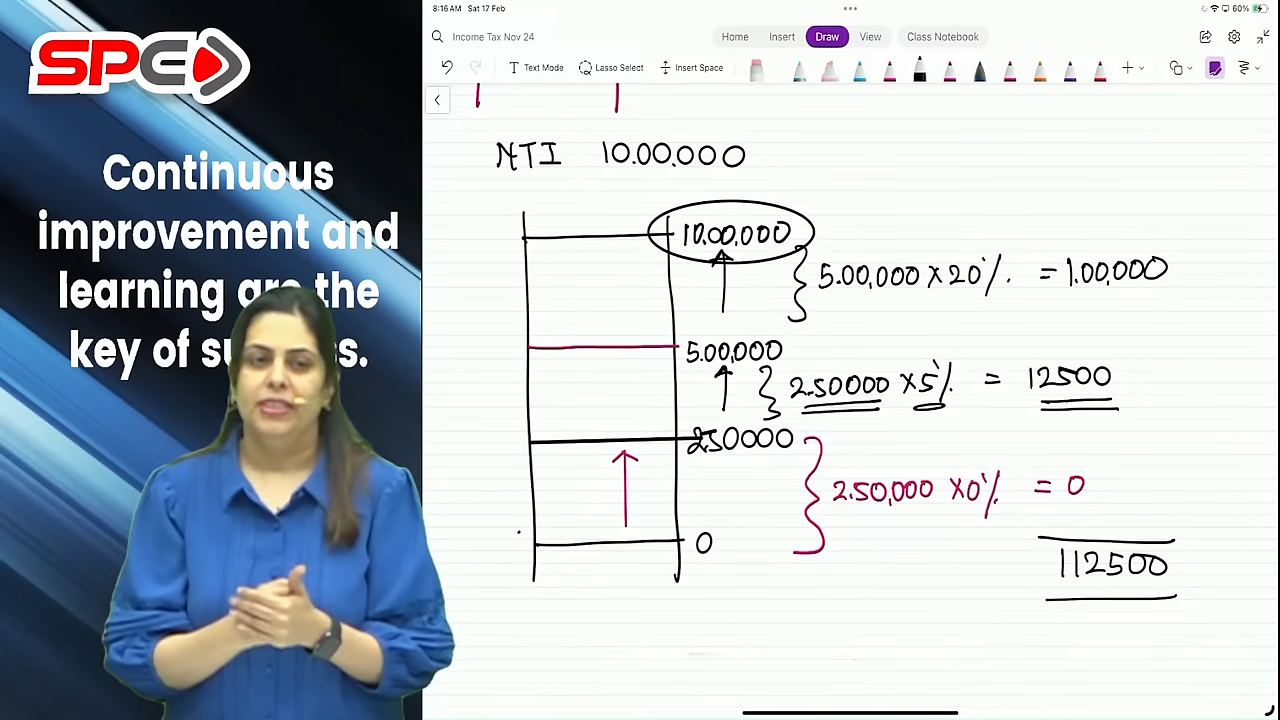 SPC
Continuous
improvement and
learning are the
key of
8:16 AM Sat 17 Feb
60%
Income Tax Nov 24
Home Insert Draw View Class Notebook
Text Mode Lasso Select Insert Space
NTI 10.00.000
10.00,000
5.00,000 × 20% = 1.00,000
5.00,000
2.50000 × 5% = 12500
250000
2.50,000 × 0% = 0
0
112500